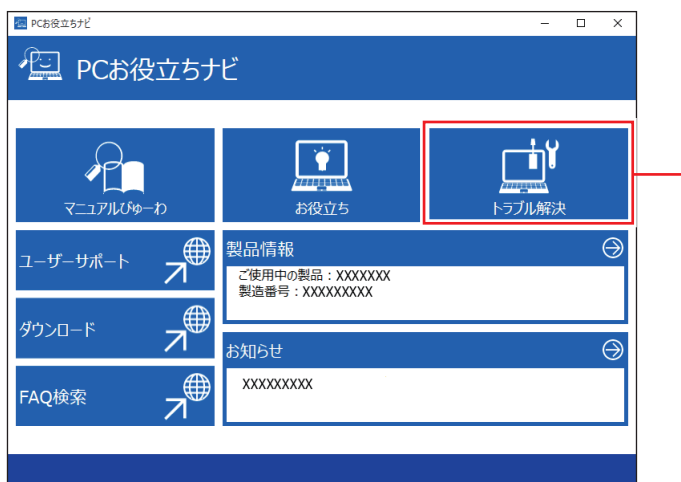 PCお役立ちナビ
PCお役立ちナビ
マニュアルびゅーわ
お役立ち
トラブル解決
ユーザーサポート
ダウンロード
FAQ検索
製品情報
ご使用中の製品：XXXXXXX
製造番号：XXXXXXXXX
お知らせ
XXXXXXXXX